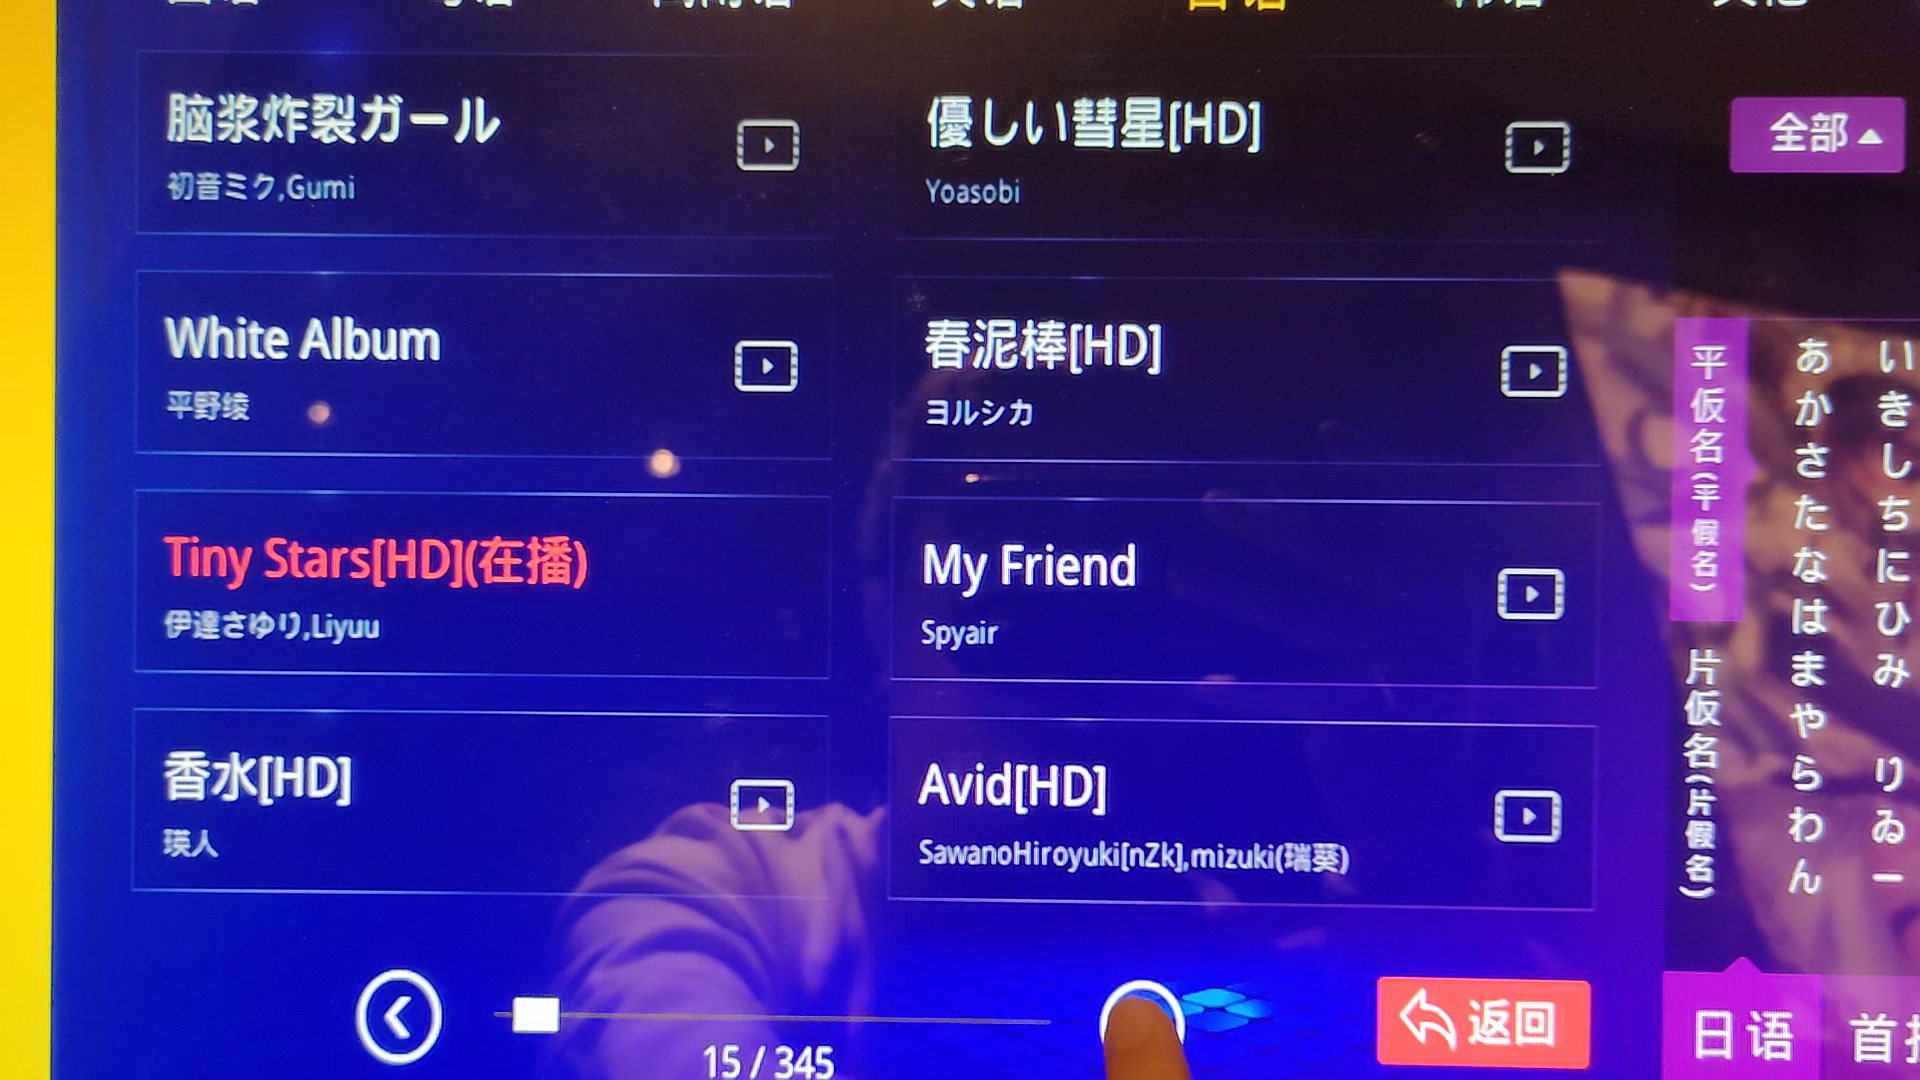 日语
脑浆炸裂ガール
初音ミク,Gumi
優しい彗星[HD]
Yoasobi
全部
White Album
平野绫
春泥棒[HD]
ヨルシカ
Tiny Stars[HD](在播)
伊達さゆり,Liyuu
My Friend
Spyair
香水[HD]
瑛人
Avid[HD]
SawanoHiroyuki[nZk],mizuki(瑞葵)
平仮名(平假名)
片仮名(片假名)
あかさたなはまやらわん
いきしちにひみ りゐー
15 / 345
返回
日语
首